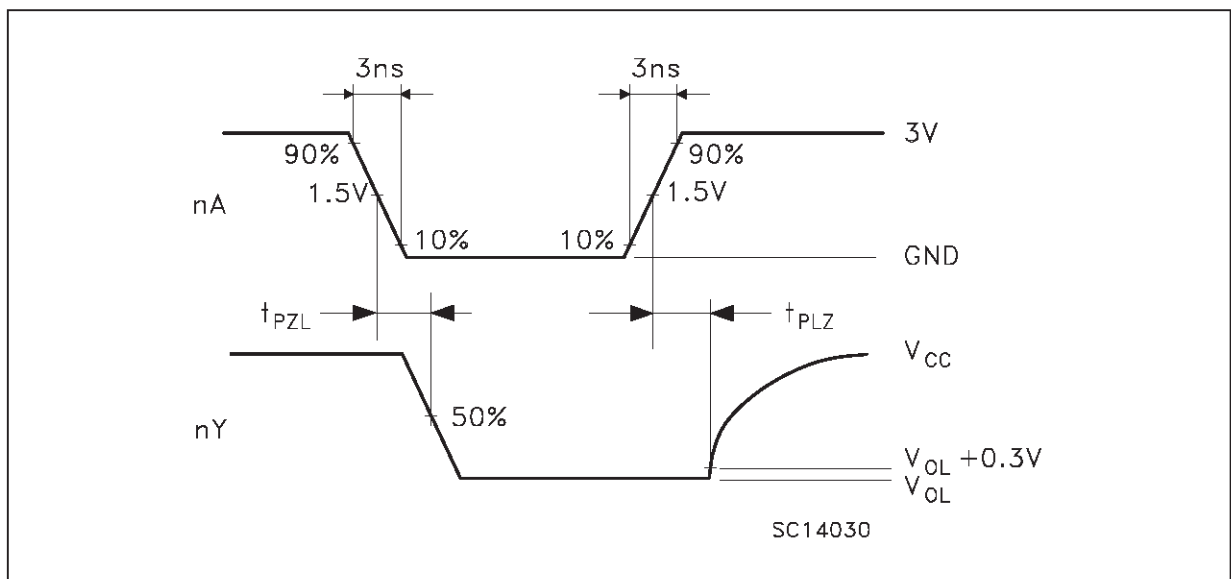 3ns 3ns
3V
90% 90%
1.5V 1.5V
nA
10% 10%
GND
tPZL tPLZ
VCC
50%
nY
VOL +0.3V
VOL
SC14030